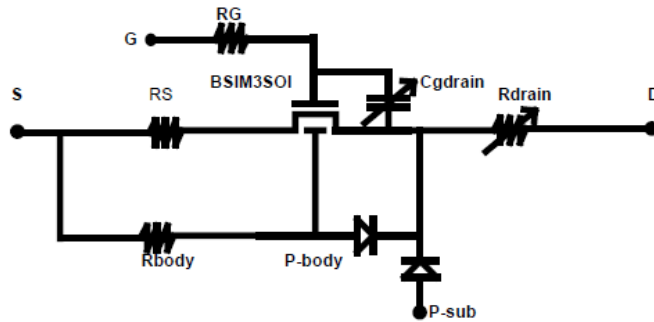 RG
G
BSIM3SOI
Cgdrain
S
RS
Rdrain
D
Rbody
P-body
P-sub